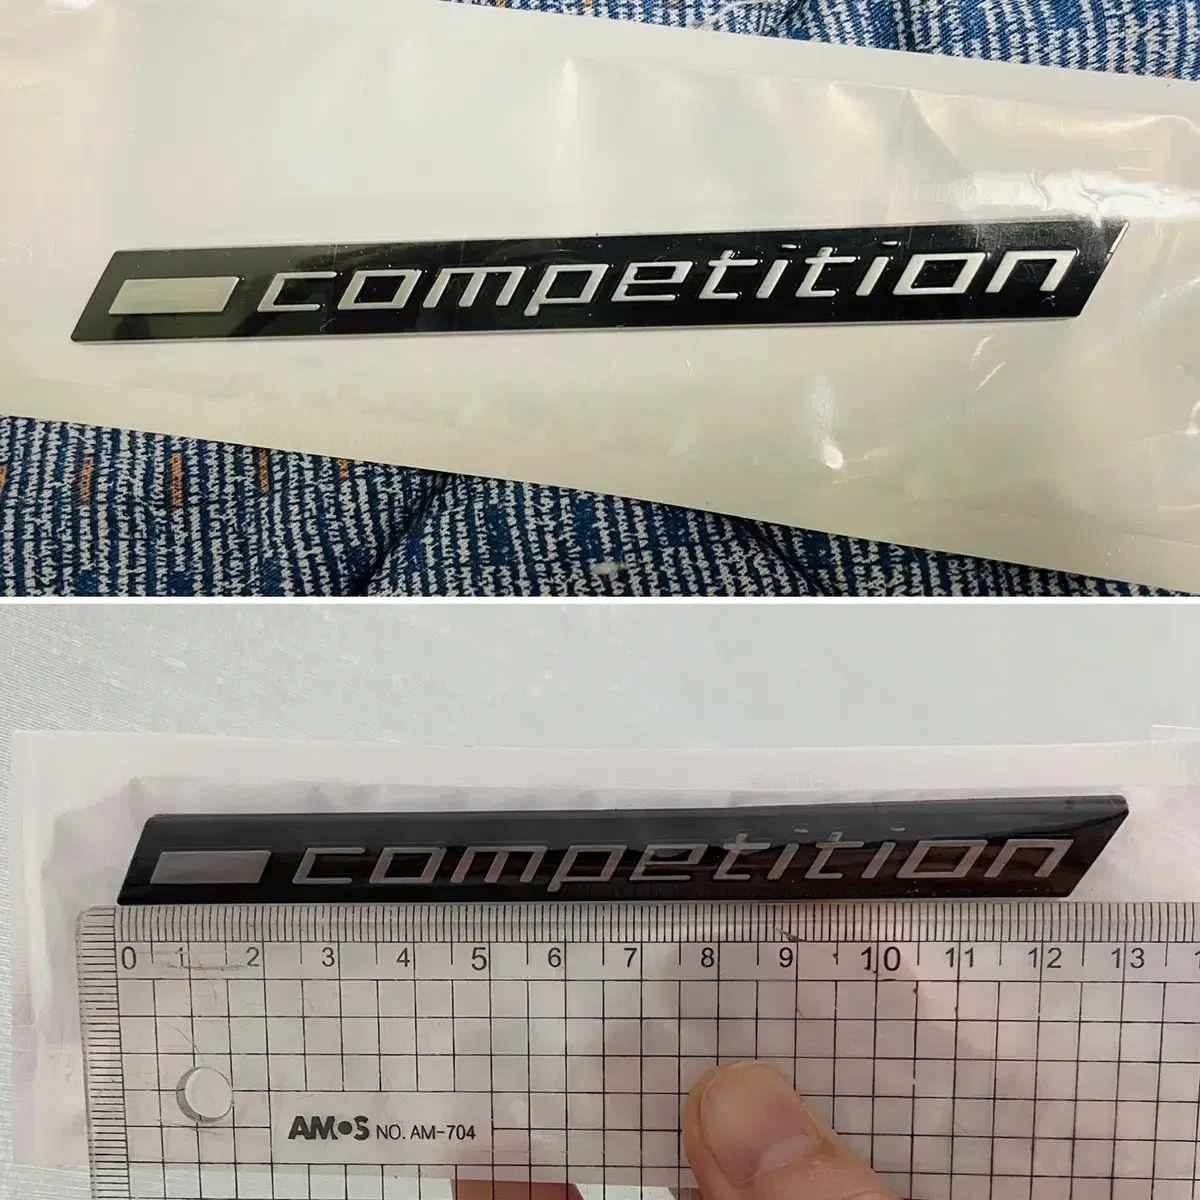 competition
competition
0 1 2 3 4 5 6 7 8 9 10 11 12 13
AMOS NO. AM-704